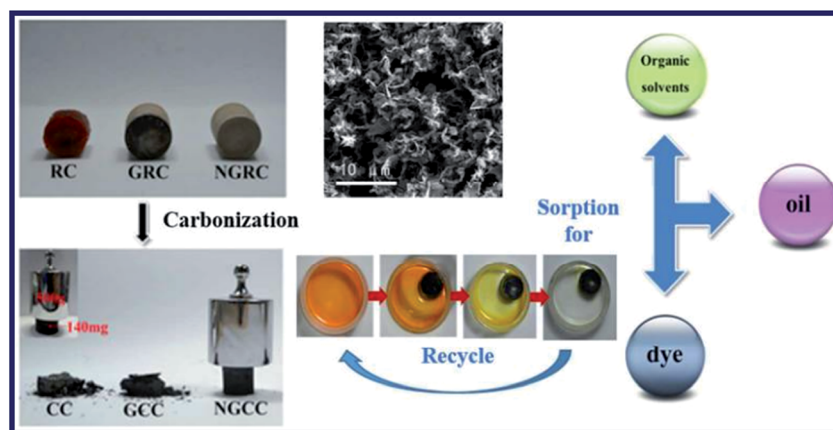 RC GRC NGRC
10 μm
Organic
solvents
Carbonization
Sorption
for
oil
140mg
Recycle
dye
CC GCC NGCC